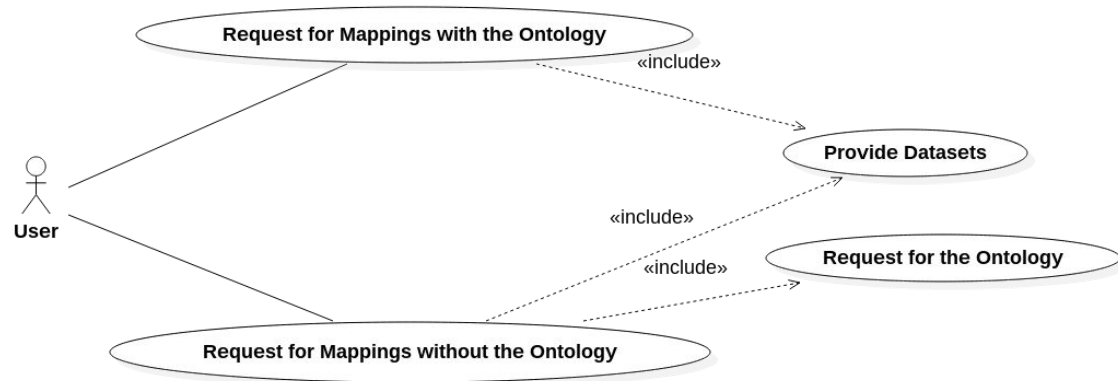 Request for Mappings with the Ontology
«include»
Provide Datasets
«include»
User
Request for the Ontology
«include»
Request for Mappings without the Ontology